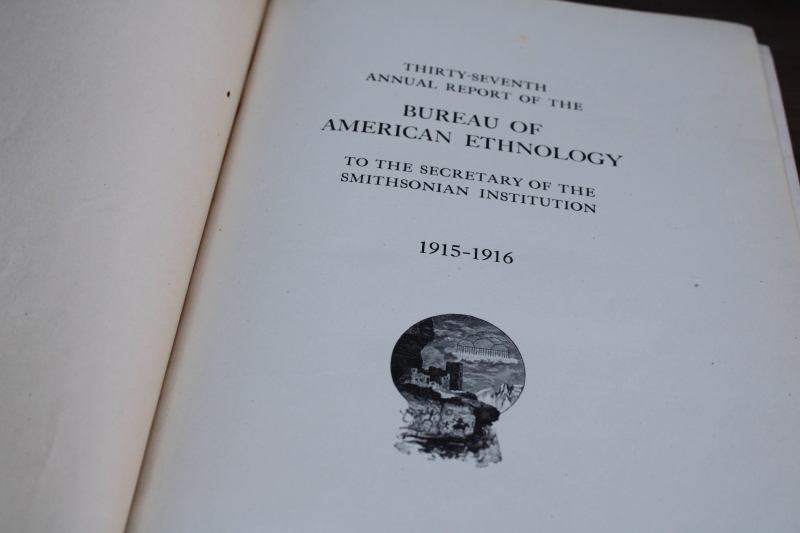 THIRTY-SEVENTH
ANNUAL REPORT OF THE
BUREAU OF
AMERICAN ETHNOLOGY
TO THE SECRETARY OF THE
SMITHSONIAN INSTITUTION
1915-1916